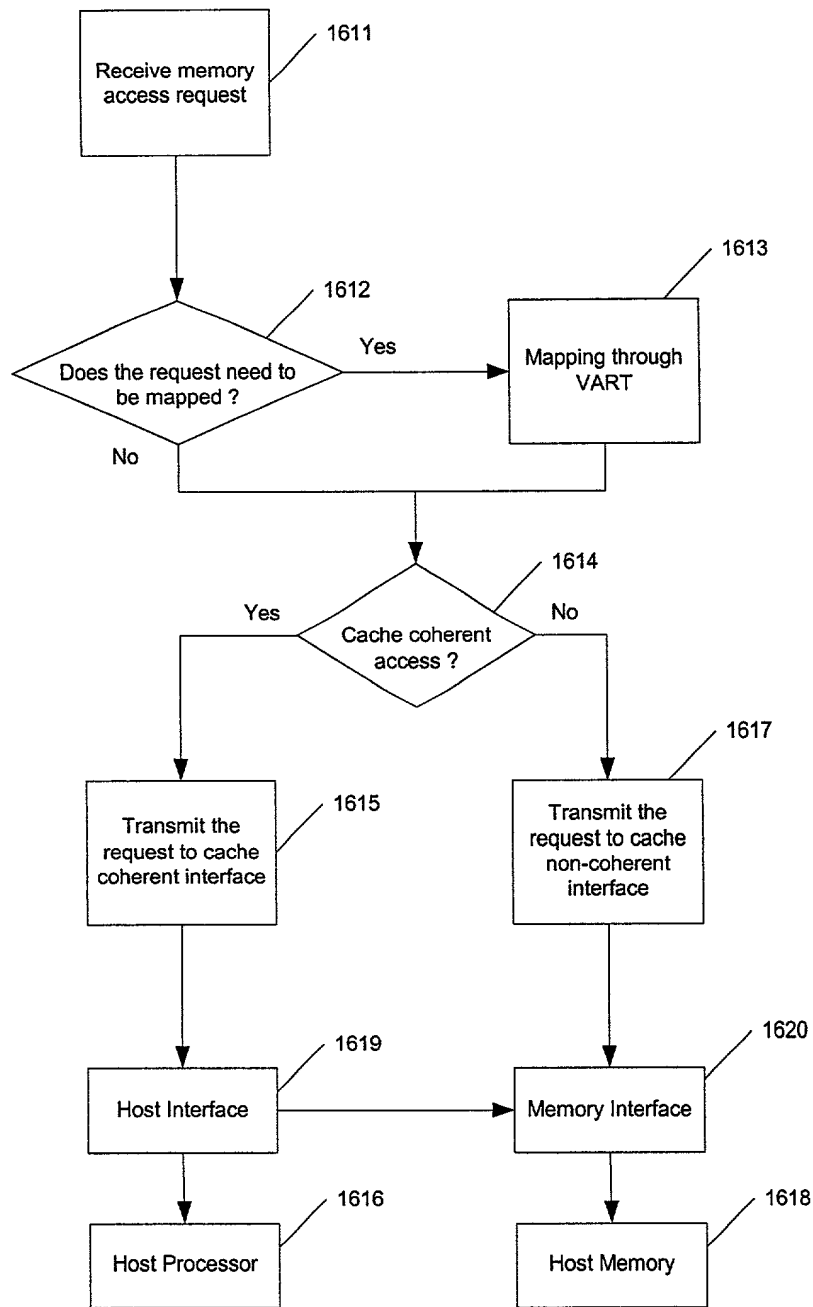 1611
Receive memory
access request
1612
1613
Yes
Does the request need to
be mapped ?
Mapping through
VART
No
1614
Yes
No
Cache coherent
access ?
1617
1615
Transmit the
request to cache
coherent interface
Transmit the
request to cache
non-coherent
interface
1619
1620
Host Interface
Memory Interface
1616
1618
Host Processor
Host Memory